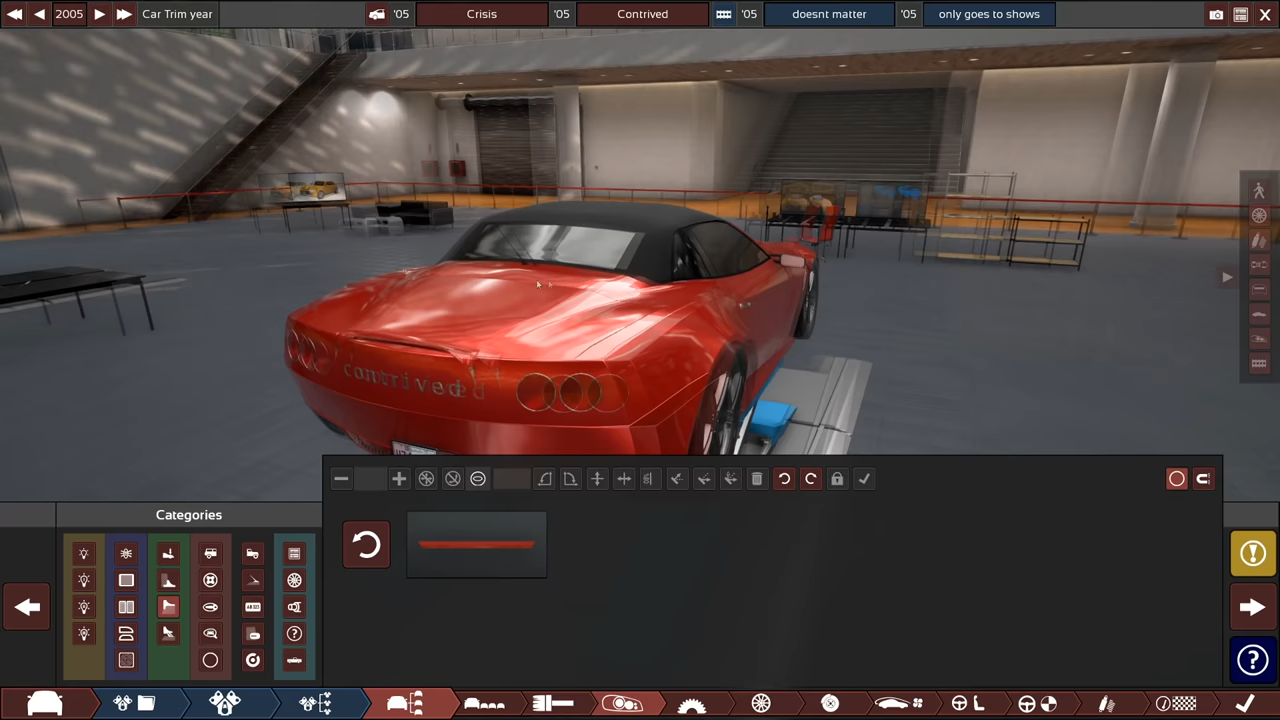 2005 Car Trim year '05 Crisis '05 Contrived '05 doesnt matter '05 only goes to shows
contrived
Categories